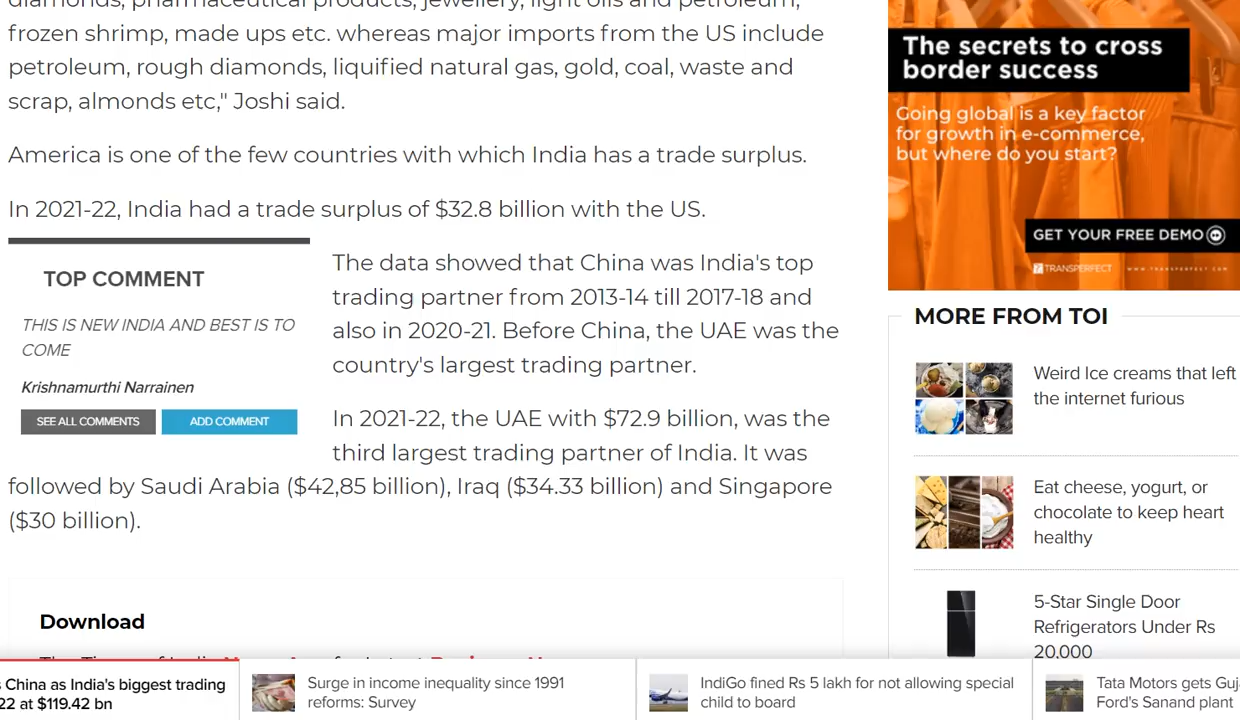 diamonds, pharmaceutical products, jewellery, light oils and petroleum,
frozen shrimp, made ups etc. whereas major imports from the US include
petroleum, rough diamonds, liquified natural gas, gold, coal, waste and
scrap, almonds etc," Joshi said.
America is one of the few countries with which India has a trade surplus.
In 2021-22, India had a trade surplus of $32.8 billion with the US.
TOP COMMENT
THIS IS NEW INDIA AND BEST IS TO
COME
Krishnamurthi Narrainen
SEE ALL COMMENTS
ADD COMMENT
The data showed that China was India's top
trading partner from 2013-14 till 2017-18 and
also in 2020-21. Before China, the UAE was the
country's largest trading partner.
In 2021-22, the UAE with $72.9 billion, was the
third largest trading partner of India. It was
followed by Saudi Arabia ($42,85 billion), Iraq ($34.33 billion) and Singapore
($30 billion).
Download
The secrets to cross
border success
Going global is a key factor
for growth in e-commerce,
but where do you start?
GET YOUR FREE DEMO
TRANSPERFECT
WWW.TRANSPERFECT.COM
MORE FROM TOI
Weird Ice creams that left
the internet furious
Eat cheese, yogurt, or
chocolate to keep heart
healthy
5-Star Single Door
Refrigerators Under Rs
20,000
China as India's biggest trading
22 at $119.42 bn
Surge in income inequality since 1991
reforms: Survey
IndiGo fined Rs 5 lakh for not allowing special
child to board
Tata Motors gets Guj
Ford's Sanand plant